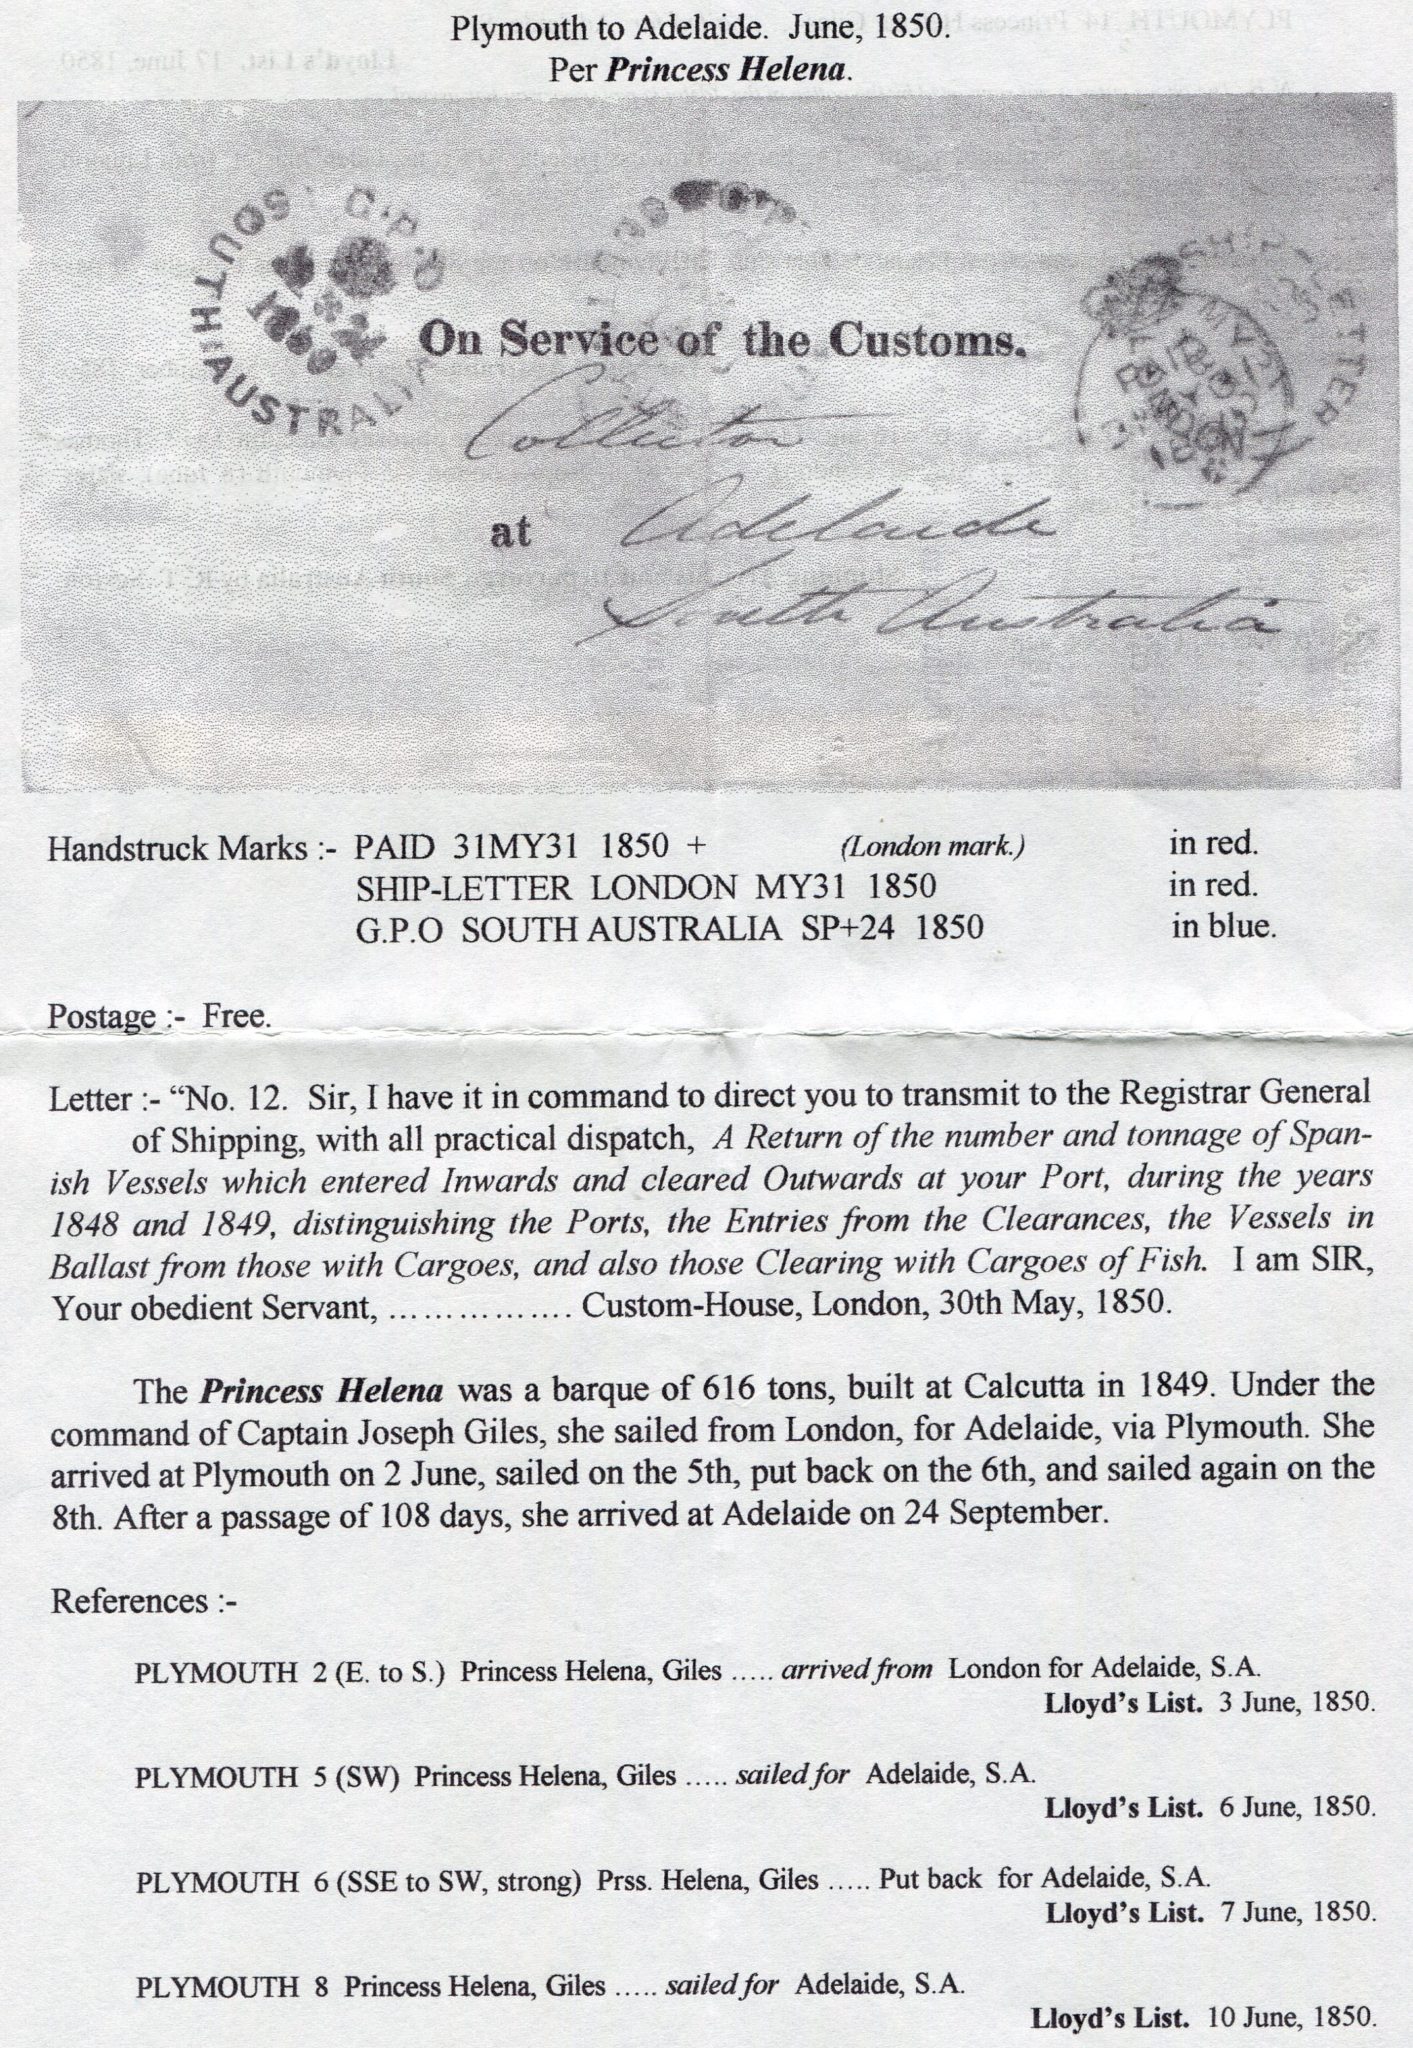 Plymouth to Adelaide. June, 1850.
Per Princess Helena.
G.P.O
SOUTH·AUSTRALIA
1850
On Service of the Customs.
Collector
at Adelaide
South Australia
SHIP-LETTER
LONDON
Handstruck Marks :- PAID 31MY31 1850 + (London mark.) in red.
SHIP-LETTER LONDON MY31 1850 in red.
G.P.O SOUTH AUSTRALIA SP+24 1850 in blue.
Postage :- Free.
Letter :- “No. 12. Sir, I have it in command to direct you to transmit to the Registrar General
of Shipping, with all practical dispatch, A Return of the number and tonnage of Span-
ish Vessels which entered Inwards and cleared Outwards at your Port, during the years
1848 and 1849, distinguishing the Ports, the Entries from the Clearances, the Vessels in
Ballast from those with Cargoes, and also those Clearing with Cargoes of Fish. I am SIR,
Your obedient Servant, …………… Custom-House, London, 30th May, 1850.
The Princess Helena was a barque of 616 tons, built at Calcutta in 1849. Under the
command of Captain Joseph Giles, she sailed from London, for Adelaide, via Plymouth. She
arrived at Plymouth on 2 June, sailed on the 5th, put back on the 6th, and sailed again on the
8th. After a passage of 108 days, she arrived at Adelaide on 24 September.
References :-
PLYMOUTH 2 (E. to S.) Princess Helena, Giles ..... arrived from London for Adelaide, S.A.
Lloyd’s List. 3 June, 1850.
PLYMOUTH 5 (SW) Princess Helena, Giles ..... sailed for Adelaide, S.A.
Lloyd’s List. 6 June, 1850.
PLYMOUTH 6 (SSE to SW, strong) Prss. Helena, Giles ..... Put back for Adelaide, S.A.
Lloyd’s List. 7 June, 1850.
PLYMOUTH 8 Princess Helena, Giles ..... sailed for Adelaide, S.A.
Lloyd’s List. 10 June, 1850.